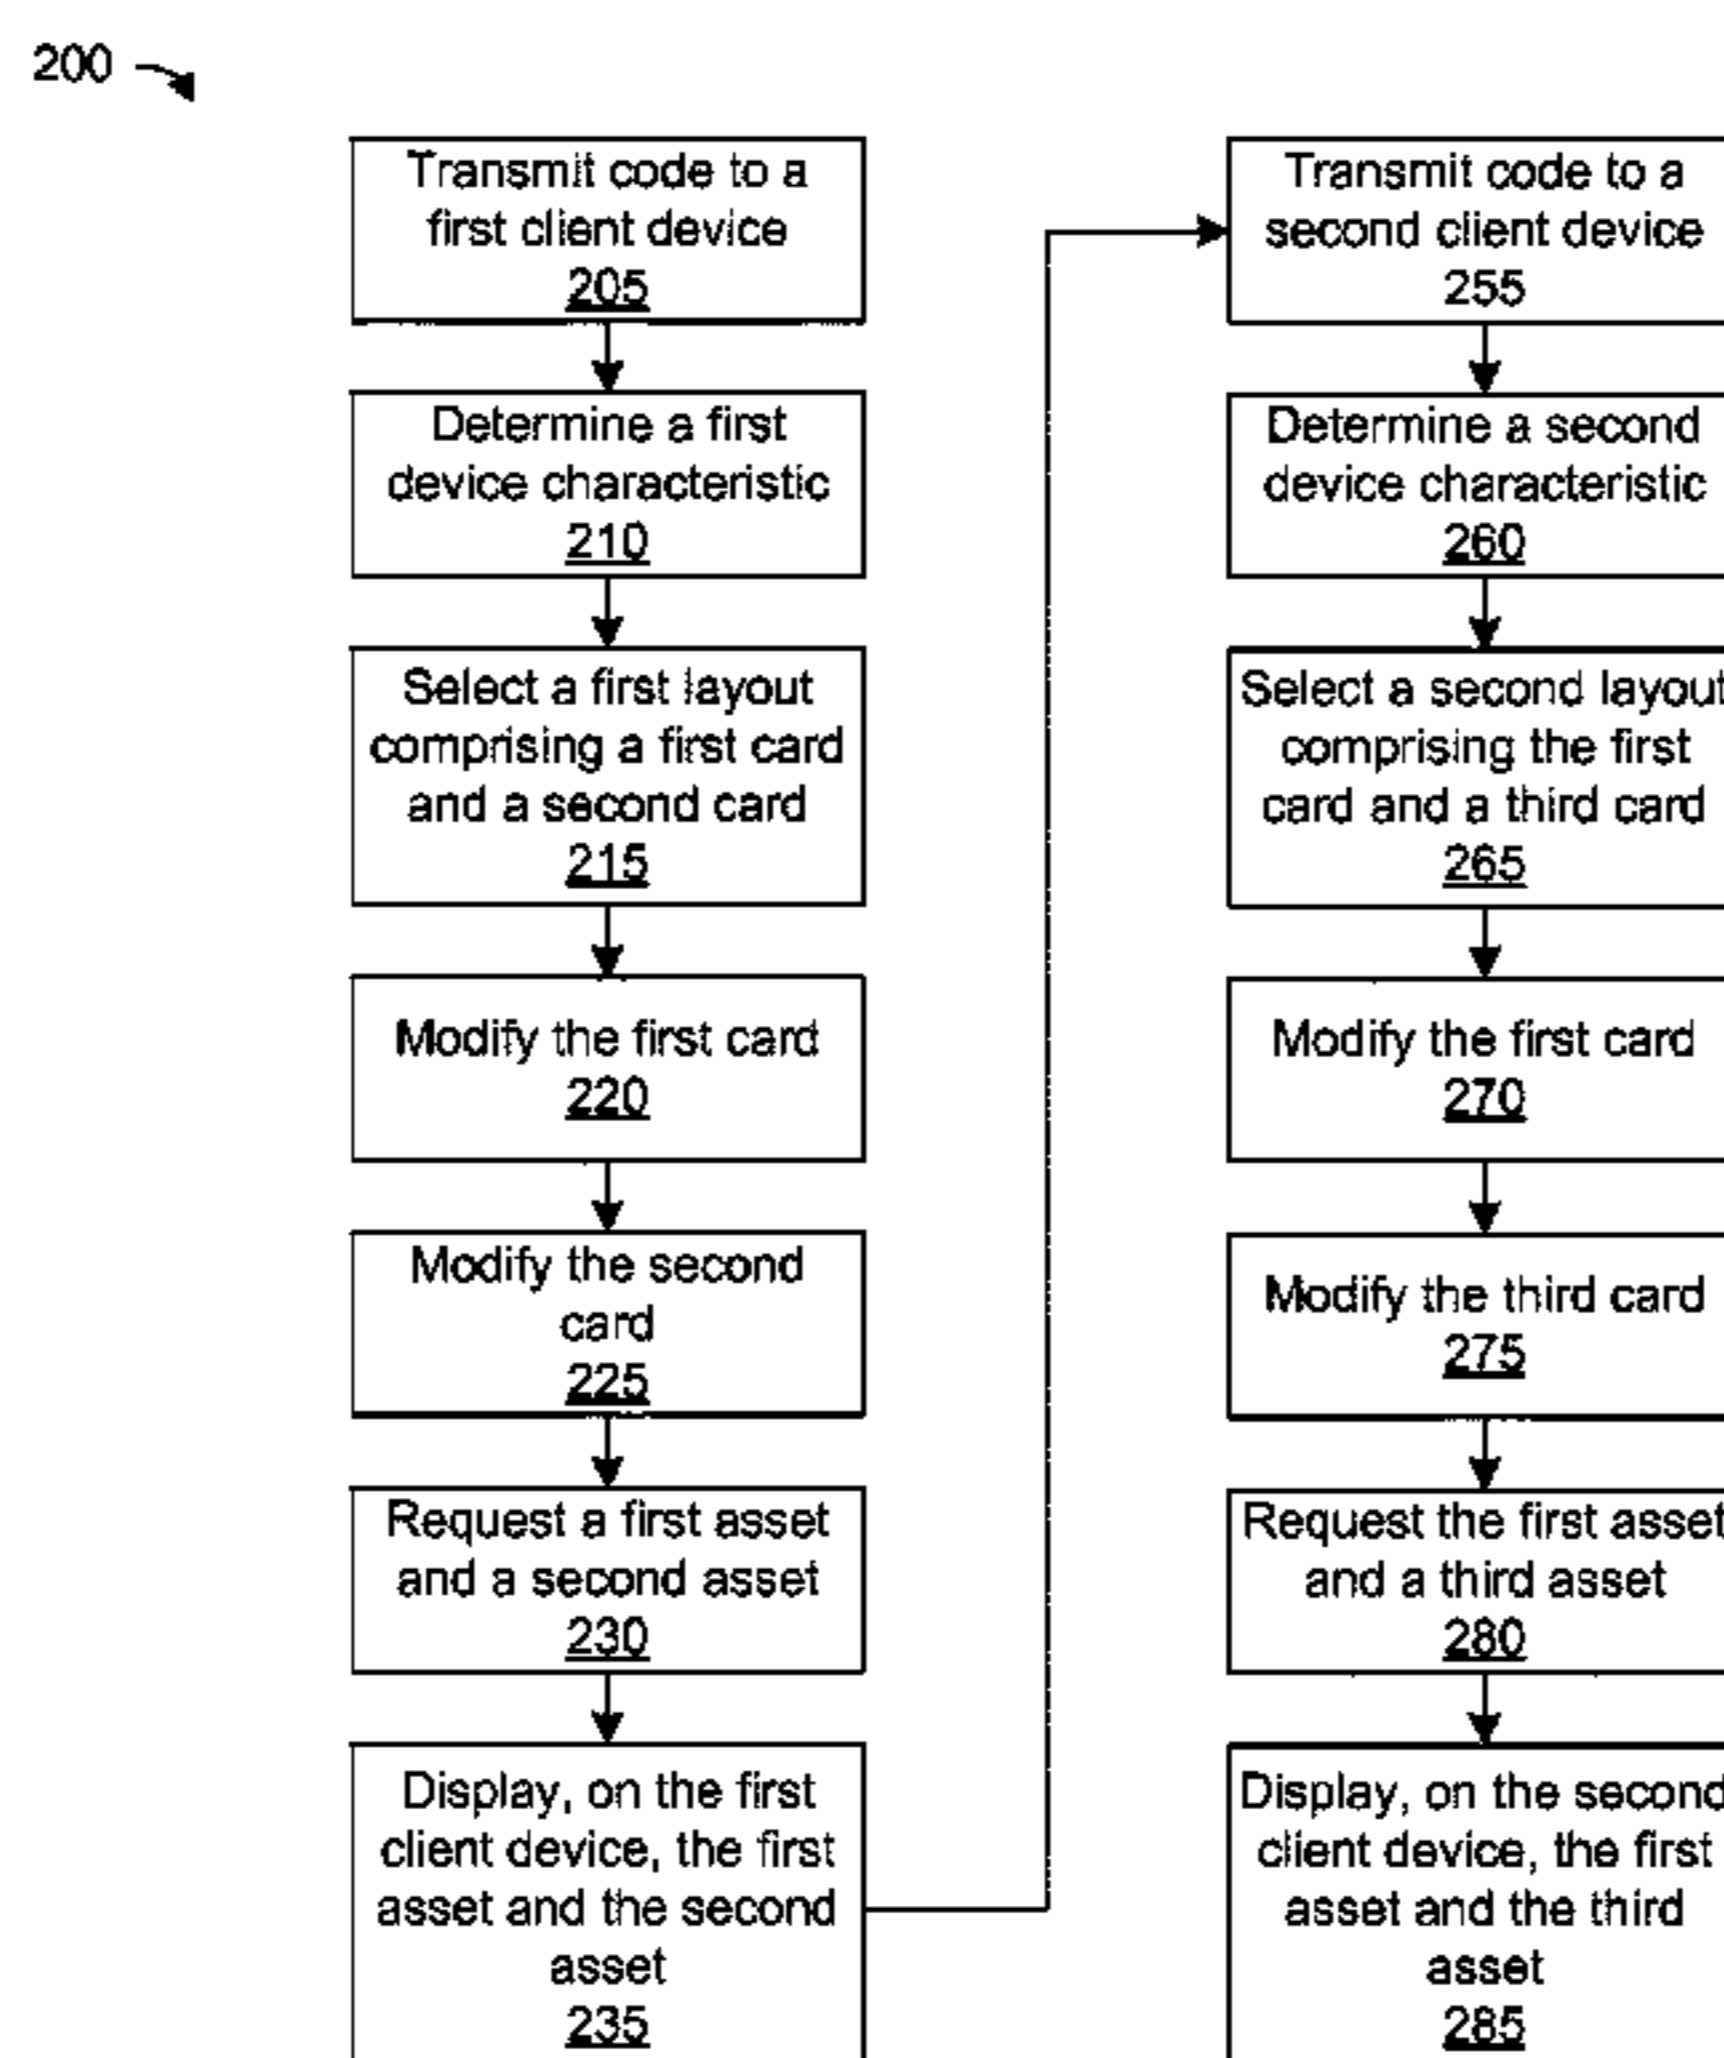 200
Transmit code to a
first client device
205
Determine a first
device characteristic
210
Select a first layout
comprising a first card
and a second card
215
Modify the first card
220
Modify the second
card
225
Request a first asset
and a second asset
230
Display, on the first
client device, the first
asset and the second
asset
235
Transmit code to a
second client device
255
Determine a second
device characteristic
260
Select a second layout
comprising the first
card and a third card
265
Modify the first card
270
Modify the third card
275
Request the first asset
and a third asset
280
Display, on the second
client device, the first
asset and the third
asset
285